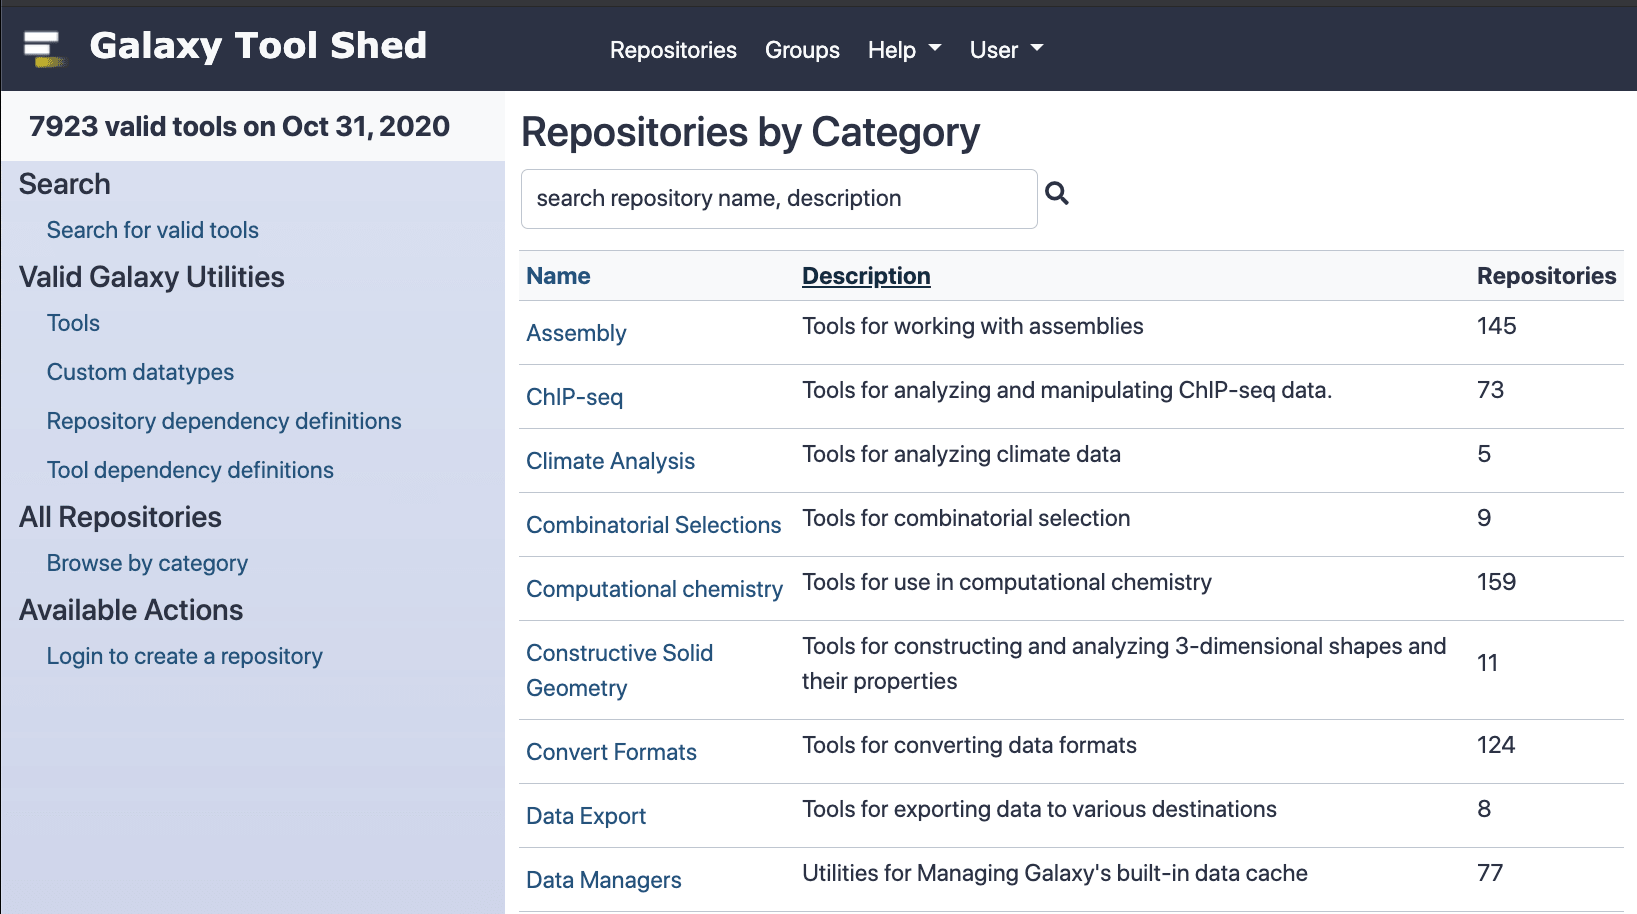 Galaxy Tool Shed
Repositories Groups Help User
7923 valid tools on Oct 31, 2020
Search
Search for valid tools
Valid Galaxy Utilities
Tools
Custom datatypes
Repository dependency definitions
Tool dependency definitions
All Repositories
Browse by category
Available Actions
Login to create a repository
Repositories by Category
search repository name, description
Name Description Repositories
Assembly Tools for working with assemblies 145
ChIP-seq Tools for analyzing and manipulating ChIP-seq data. 73
Climate Analysis Tools for analyzing climate data 5
Combinatorial Selections Tools for combinatorial selection 9
Computational chemistry Tools for use in computational chemistry 159
Constructive Solid Tools for constructing and analyzing 3-dimensional shapes and 11
Geometry their properties
Convert Formats Tools for converting data formats 124
Data Export Tools for exporting data to various destinations 8
Data Managers Utilities for Managing Galaxy's built-in data cache 77